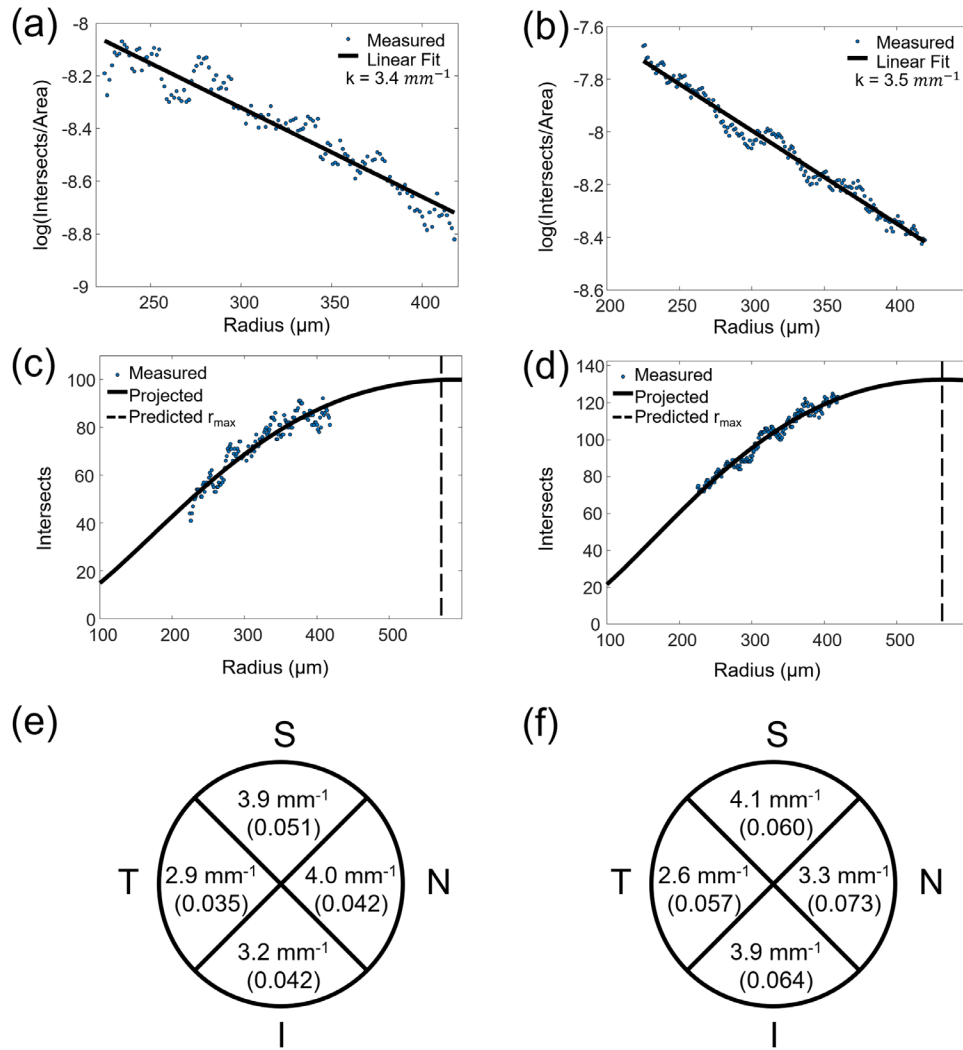 (a)
-8
-8.2
-8.4
-8.6
-8.8
-9
log(Intersects/Area)
Measured
Linear Fit
k = 3.4 mm⁻¹
250
300
350
400
Radius (µm)
(b)
-7.6
-7.8
-8
-8.2
-8.4
-8.6
log(Intersects/Area)
Measured
Linear Fit
k = 3.5 mm⁻¹
200
250
300
350
400
Radius (µm)
(c)
100
80
60
40
20
0
Intersects
Measured
Projected
Predicted rmax
100
200
300
400
500
Radius (µm)
(d)
140
120
100
80
60
40
20
0
Intersects
Measured
Projected
Predicted rmax
100
200
300
400
500
Radius (µm)
(e)
S
3.9 mm⁻¹
(0.051)
T
2.9 mm⁻¹
(0.035)
4.0 mm⁻¹
(0.042)
N
3.2 mm⁻¹
(0.042)
I
(f)
S
4.1 mm⁻¹
(0.060)
T
2.6 mm⁻¹
(0.057)
3.3 mm⁻¹
(0.073)
N
3.9 mm⁻¹
(0.064)
I